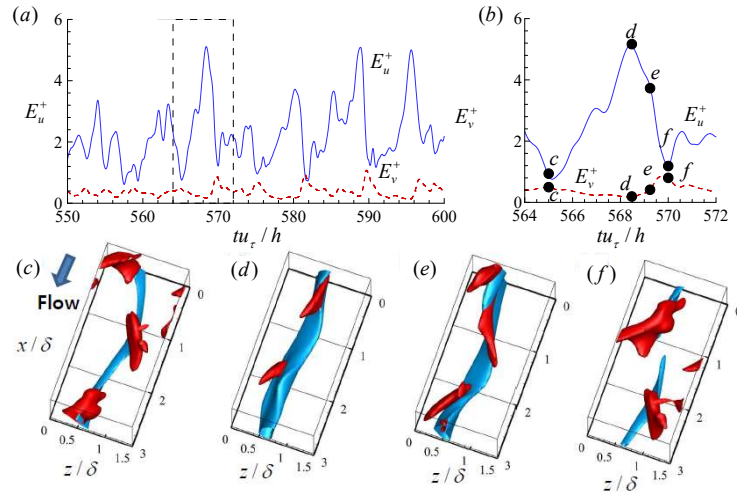 (a)
(b)
6
4
2
0
E_u^+
E_u^+
E_v^+
550 560 570 580 590 600
tu_τ / h
E_v^+
6
4
2
0
c
d
e
f
E_u^+
E_v^+
c
d
e
f
564 566 568 570 572
tu_τ / h
(c)
(d)
(e)
(f)
Flow
x / δ
0
1
2
3
0 0.5 1 1.5
z / δ
0
1
2
3
0 0.5 1 1.5
z / δ
0
1
2
3
0 0.5 1 1.5
z / δ
0
1
2
3
0 0.5 1 1.5
z / δ